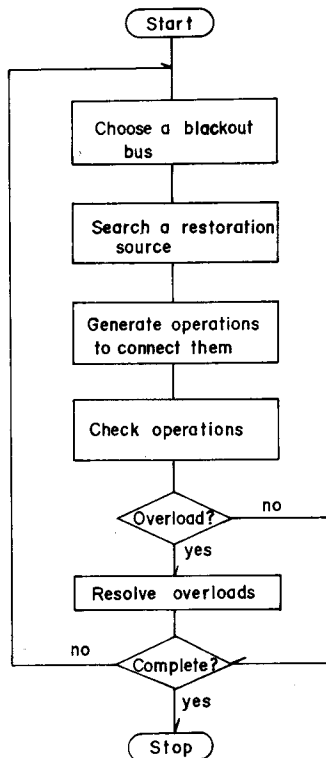 Start
Choose a blackout
bus
Search a restoration
source
Generate operations
to connect them
Check operations
Overload?
no
yes
Resolve overloads
no
Complete?
yes
Stop